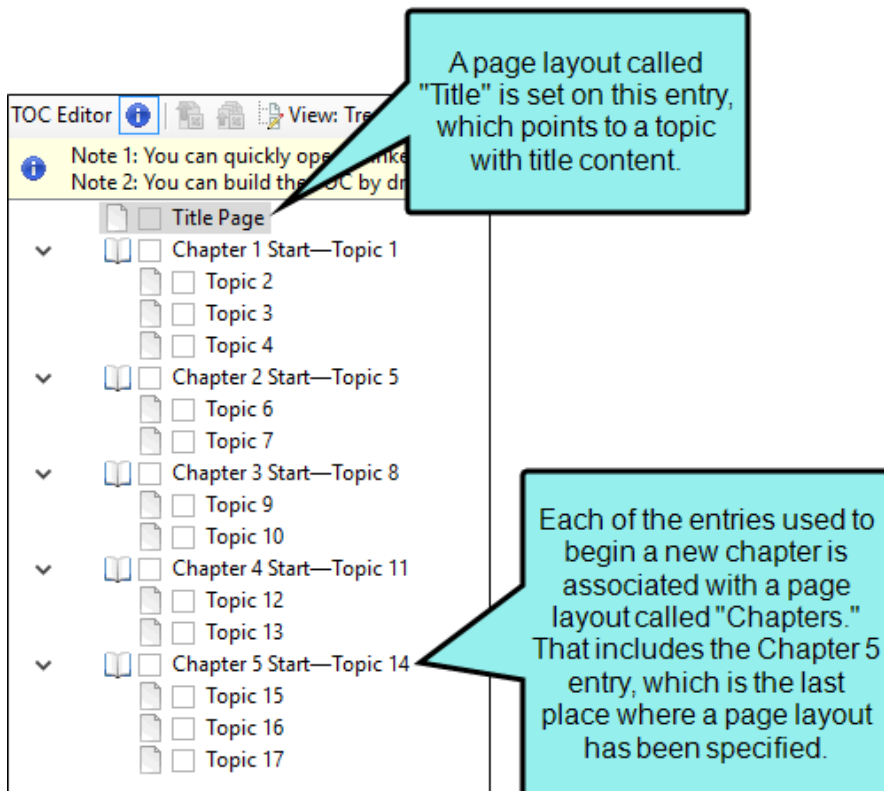 A page layout called
"Title" is set on this entry,
which points to a topic
with title content.
TOC Editor View: Tre
Note 1: You can quickly ope
Note 2: You can build the OC by dr
Title Page
Chapter 1 Start—Topic 1
Topic 2
Topic 3
Topic 4
Chapter 2 Start—Topic 5
Topic 6
Topic 7
Chapter 3 Start—Topic 8
Topic 9
Topic 10
Chapter 4 Start—Topic 11
Topic 12
Topic 13
Chapter 5 Start—Topic 14
Topic 15
Topic 16
Topic 17
Each of the entries used to
begin a new chapter is
associated with a page
layout called "Chapters."
That includes the Chapter 5
entry, which is the last
place where a page layout
has been specified.